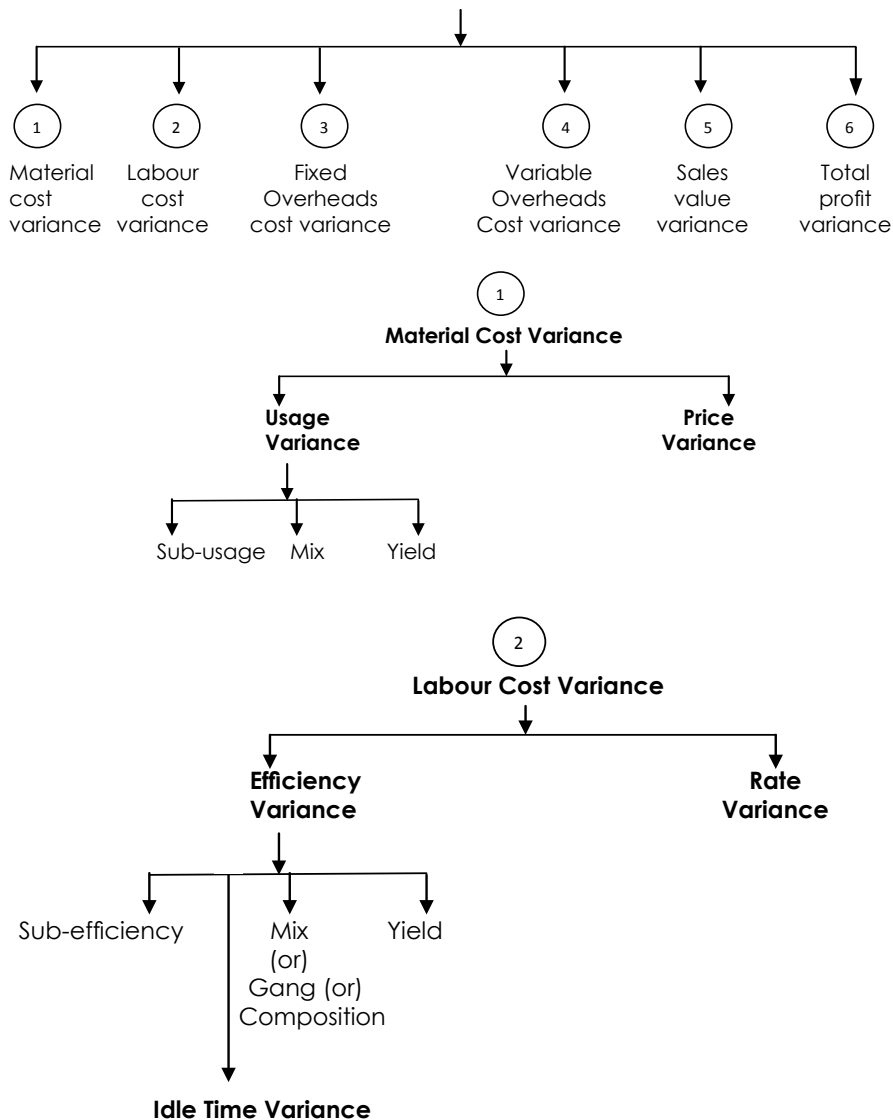 1 2 3 4 5 6
Material Labour Fixed Variable Sales Total
cost cost Overheads Overheads value profit
variance variance cost variance Cost variance variance variance
1
Material Cost Variance
Usage Price
Variance Variance
Sub-usage Mix Yield
2
Labour Cost Variance
Efficiency Rate
Variance Variance
Sub-efficiency Mix Yield
(or)
Gang (or)
Composition
Idle Time Variance